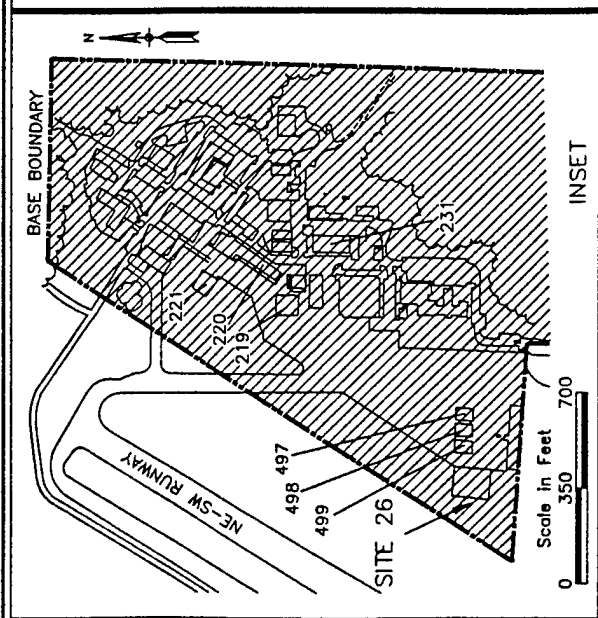 N
BASE BOUNDARY
221
220
219
231
NE-SW RUNWAY
497
498
499
SITE 26
Scale in Feet
0 350 700
INSET